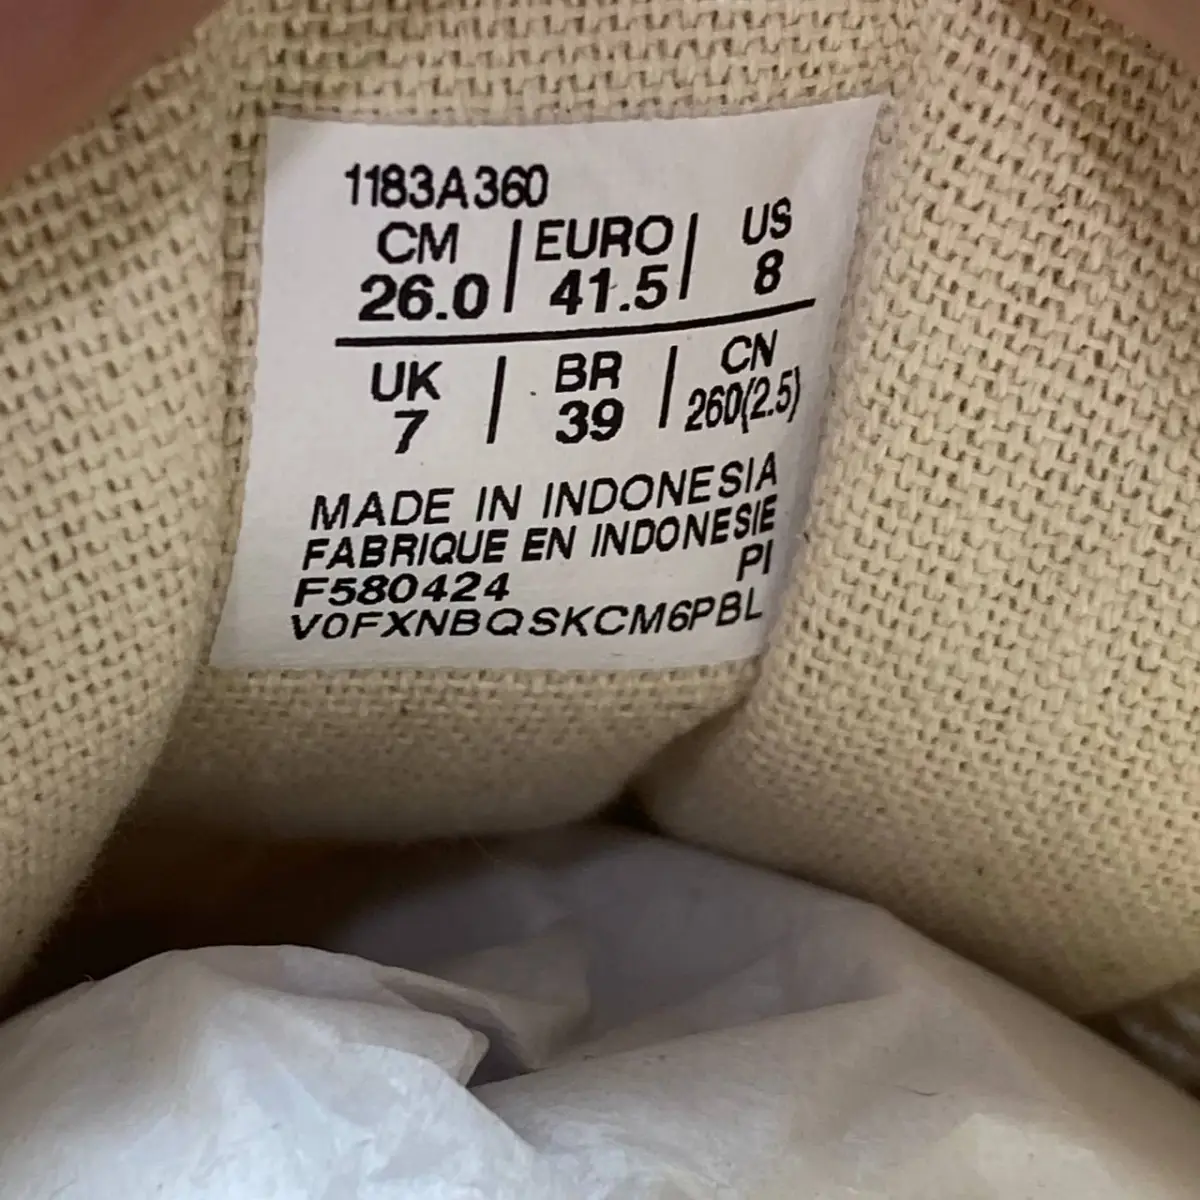 1183A360
CM | EURO | US
26.0 | 41.5 | 8
UK | BR | CN
7 | 39 | 260(2.5)
MADE IN INDONESIA
FABRIQUE EN INDONESIE
F580424 PI
V0FXNBQSKCM6PBL